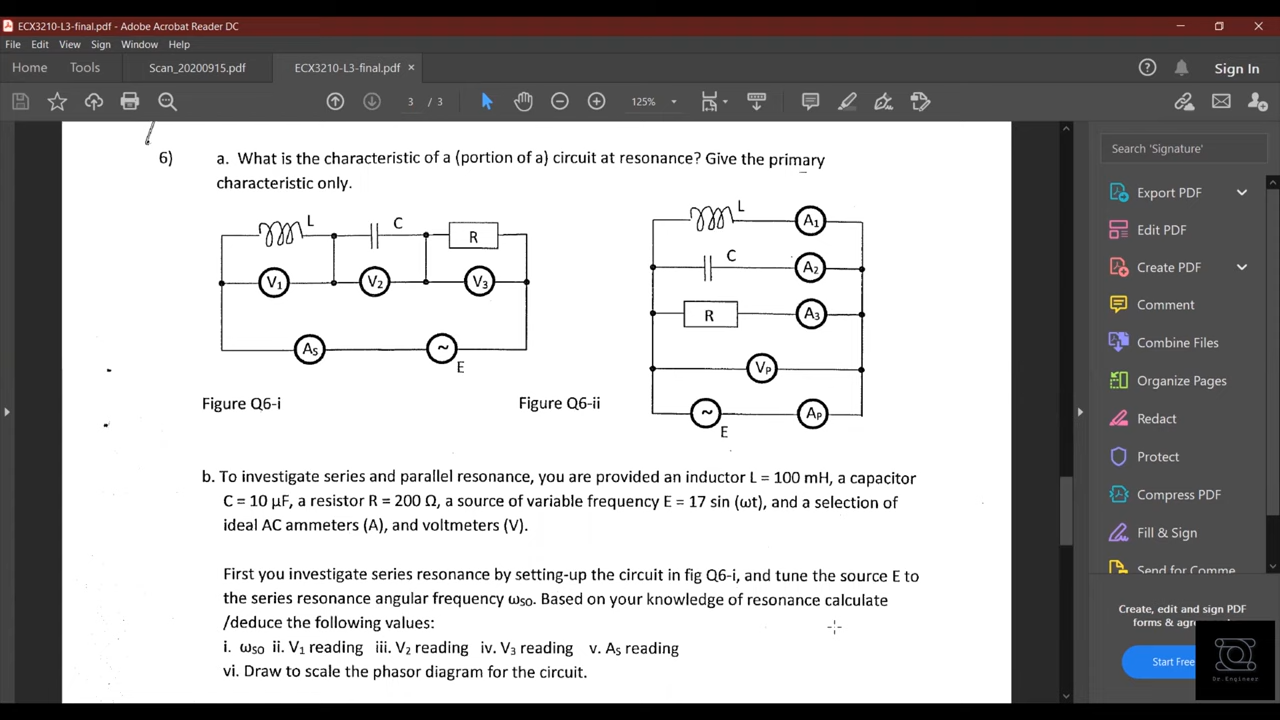 ECX3210-L3-final.pdf - Adobe Acrobat Reader DC
File Edit View Sign Window Help
Home Tools Scan_20200915.pdf ECX3210-L3-final.pdf × Sign In
3 / 3 125%
6) a. What is the characteristic of a (portion of a) circuit at resonance? Give the primary
characteristic only.
L C R
V1 V2 V3
AS ~
E
Figure Q6-i
L A1
C A2
R A3
VP
~ AP
E
Figure Q6-ii
b. To investigate series and parallel resonance, you are provided an inductor L = 100 mH, a capacitor
C = 10 µF, a resistor R = 200 Ω, a source of variable frequency E = 17 sin (ωt), and a selection of
ideal AC ammeters (A), and voltmeters (V).
First you investigate series resonance by setting-up the circuit in fig Q6-i, and tune the source E to
the series resonance angular frequency ωso. Based on your knowledge of resonance calculate
/deduce the following values:
i. ωso ii. V1 reading iii. V2 reading iv. V3 reading v. As reading
vi. Draw to scale the phasor diagram for the circuit.
Search 'Signature'
Export PDF
Edit PDF
Create PDF
Comment
Combine Files
Organize Pages
Redact
Protect
Compress PDF
Fill & Sign
Send for Comme
Create, edit and sign PDF
forms & ag
Start Free
Dr.Engineer